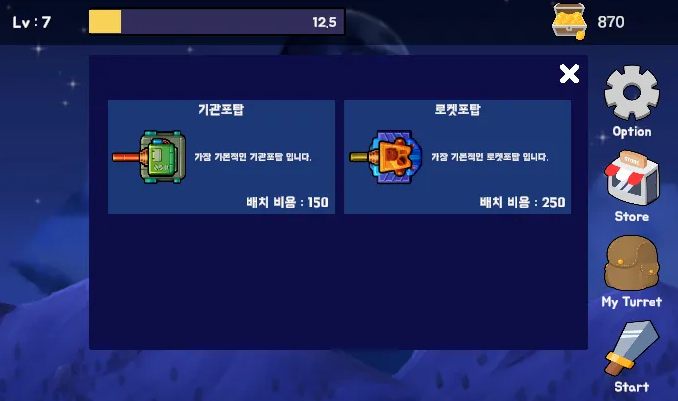 Lv : 7
12.5
870
기관포탑
가장 기본적인 기관포탑 입니다.
배치 비용 : 150
로켓포탑
가장 기본적인 로켓포탑 입니다.
배치 비용 : 250
Option
STORE
Store
My Turret
Start